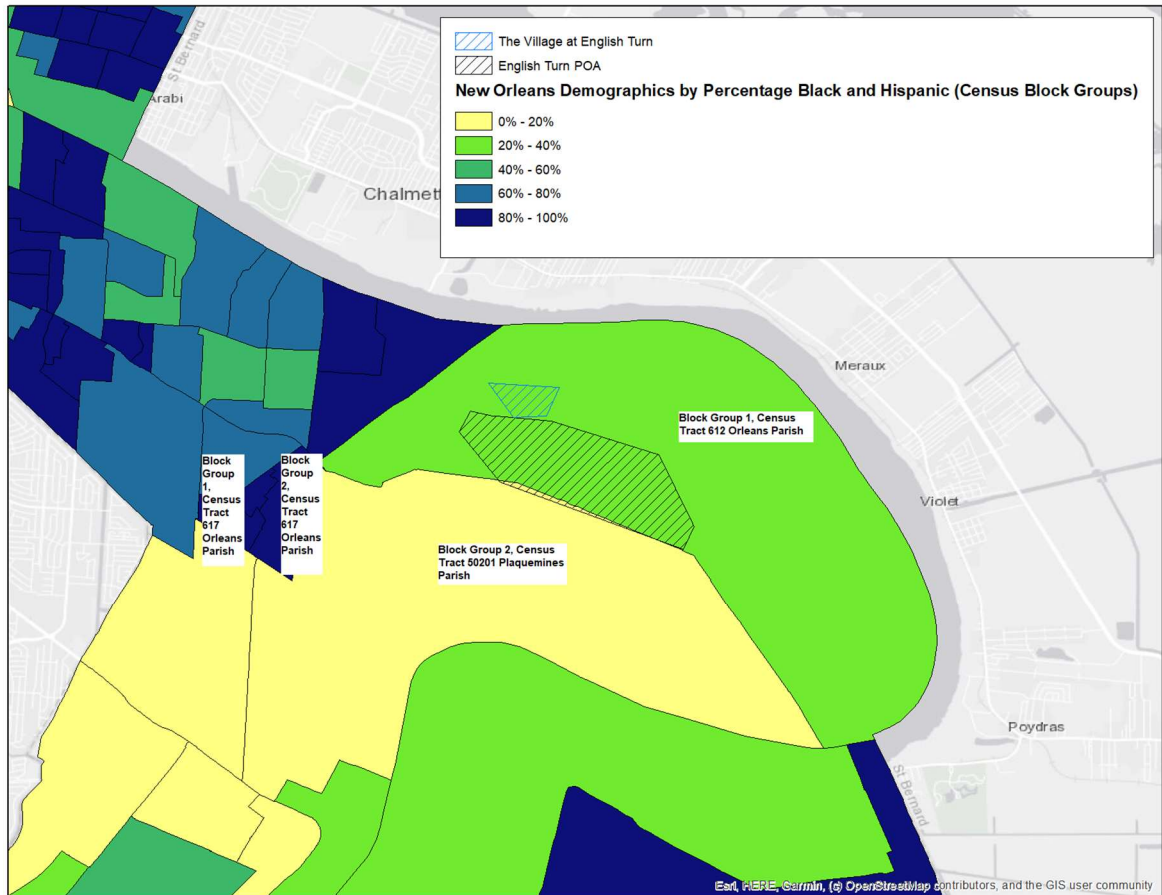 The Village at English Turn
English Turn POA
New Orleans Demographics by Percentage Black and Hispanic (Census Block Groups)
0% - 20%
20% - 40%
40% - 60%
60% - 80%
80% - 100%
St Bernard
Arabi
Chalmett
Meraux
Block Group 1, Census
Tract 612 Orleans Parish
Block
Group
1,
Census
Tract
617
Orleans
Parish
Block
Group
2,
Census
Tract
617
Orleans
Parish
Violet
Block Group 2, Census
Tract 50201 Plaquemines
Parish
Poydras
St Bernard
Esri, HERE, Garmin, (c) OpenStreetMap contributors, and the GIS user community